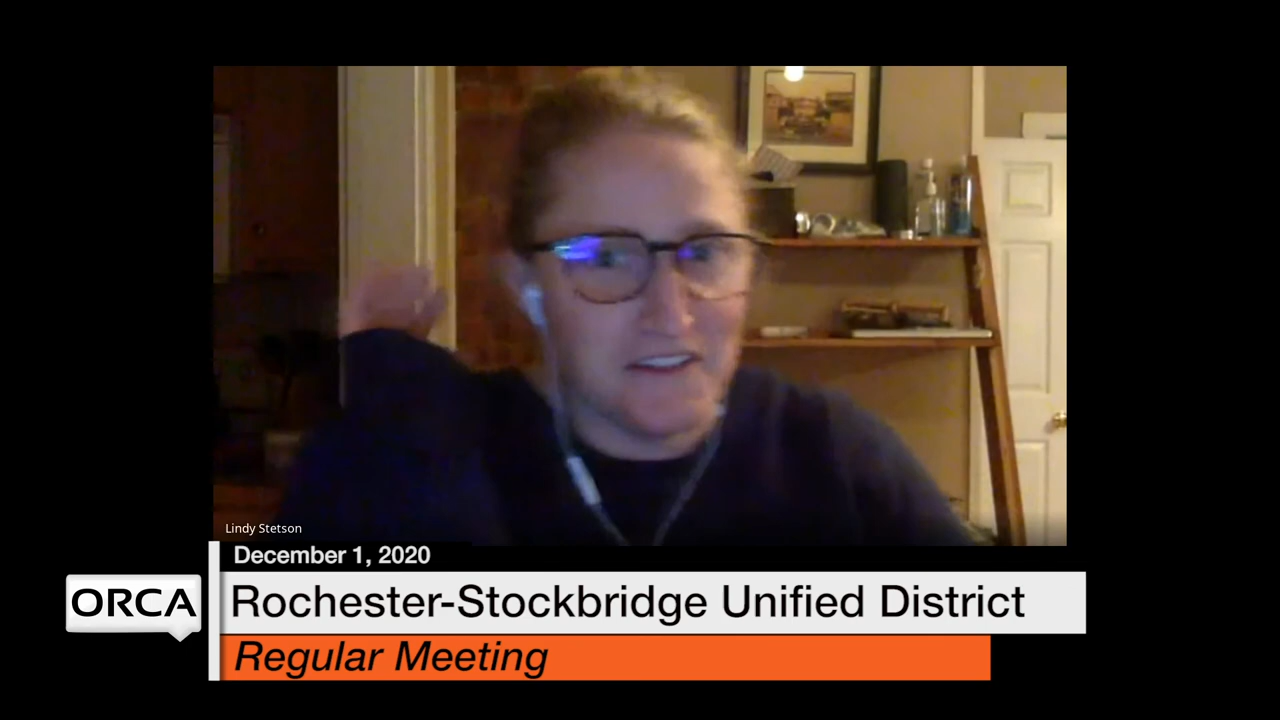 Lindy Stetson
December 1, 2020
ORCA
Rochester-Stockbridge Unified District
Regular Meeting